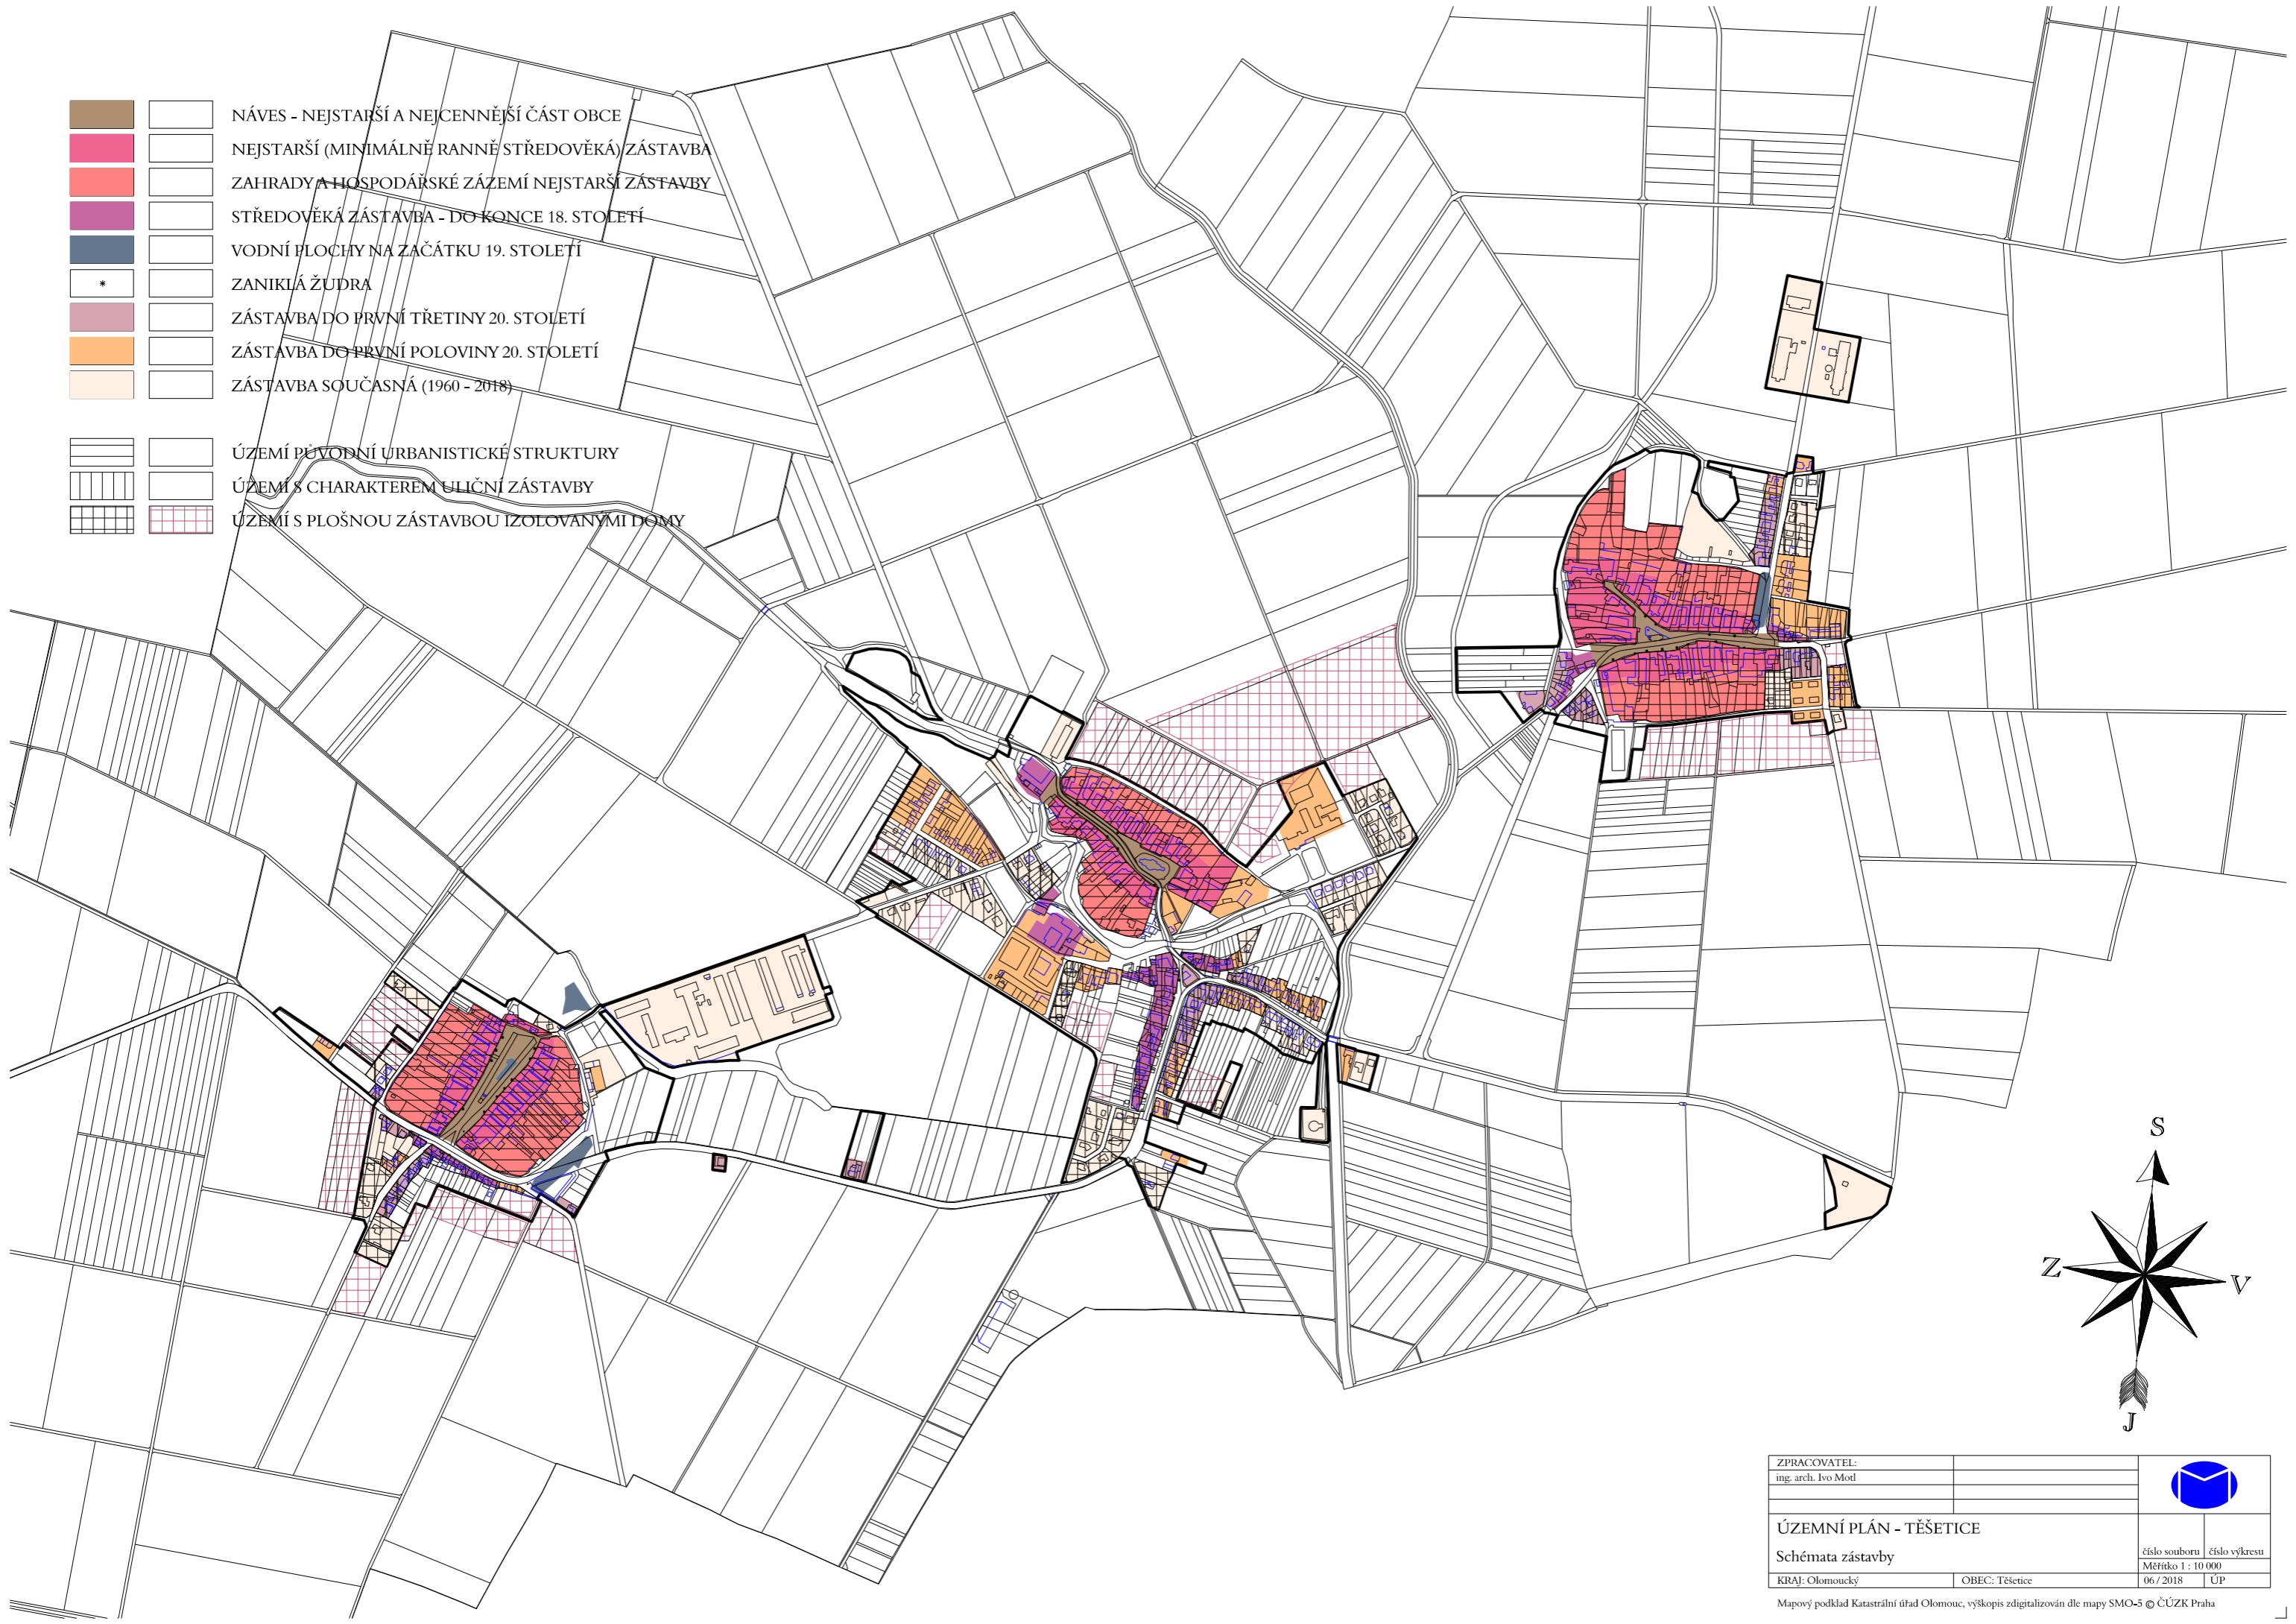 NÁVES - NEJSTARŠÍ A NEJCENNĚJŠÍ ČÁST OBCE
NEJSTARŠÍ (MINIMÁLNĚ RANNĚ STŘEDOVĚKÁ) ZÁSTAVBA
ZAHRADY A HOSPODÁŘSKÉ ZÁZEMÍ NEJSTARŠÍ ZÁSTAVBY
STŘEDOVĚKÁ ZÁSTAVBA - DO KONCE 18. STOLETÍ
VODNÍ PLOCHY NA ZAČÁTKU 19. STOLETÍ
* ZANIKLÁ ŽUDRA
ZÁSTAVBA DO PRVNÍ TŘETINY 20. STOLETÍ
ZÁSTAVBA DO PRVNÍ POLOVINY 20. STOLETÍ
ZÁSTAVBA SOUČASNÁ (1960 - 2018)
ÚZEMÍ PŮVODNÍ URBANISTICKÉ STRUKTURY
ÚZEMÍ S CHARAKTEREM ULIČNÍ ZÁSTAVBY
ÚZEMÍ S PLOŠNOU ZÁSTAVBOU IZOLOVANÝMI DOMY
S
Z
V
J
ZPRACOVATEL:
ing. arch. Ivo Motl
ÚZEMNÍ PLÁN - TĚŠETICE
Schémata zástavby
číslo souboru číslo výkresu
Měřítko 1 : 10 000
KRAJ: Olomoucký OBEC: Těšetice 06 / 2018 ÚP
Mapový podklad Katastrální úřad Olomouc, výškopis zdigitalizován dle mapy SMO-5 © ČÚZK Praha